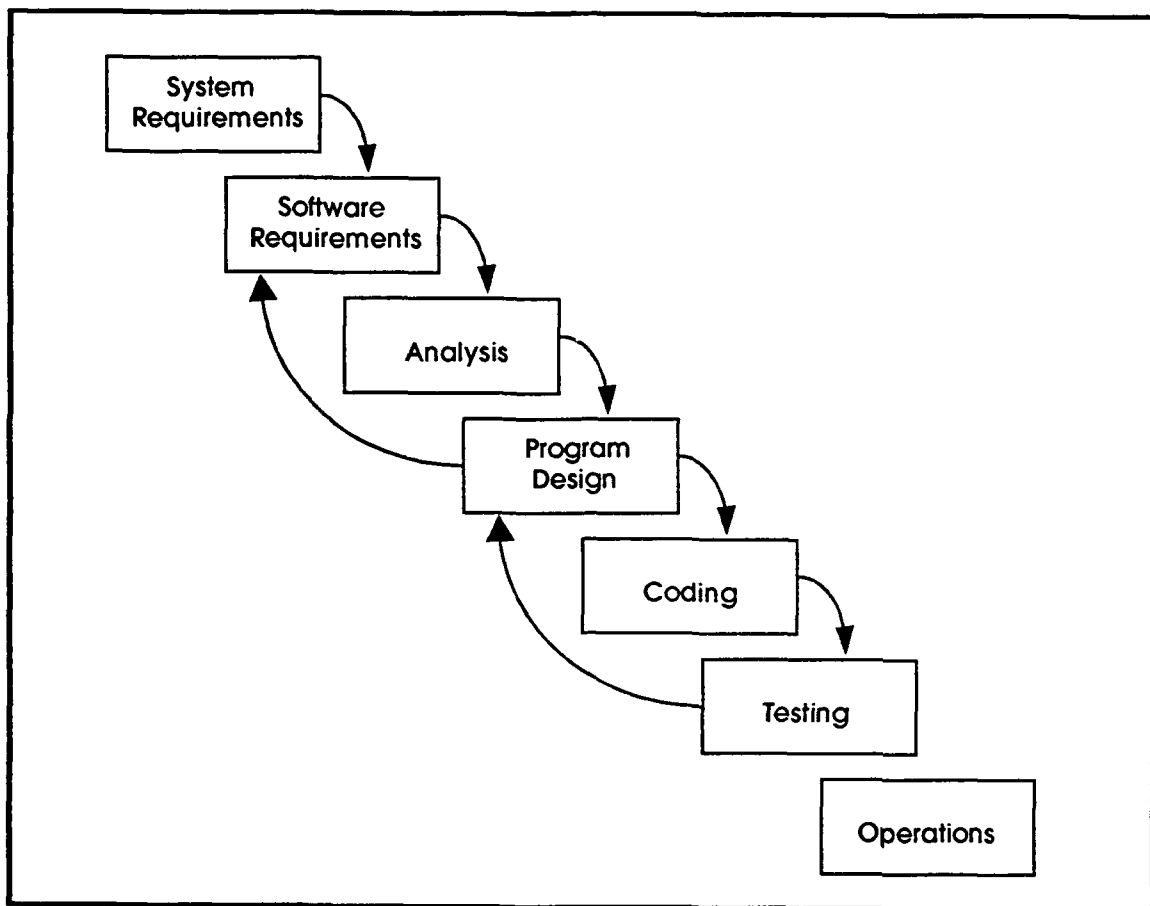 System
Requirements
Software
Requirements
Analysis
Program
Design
Coding
Testing
Operations